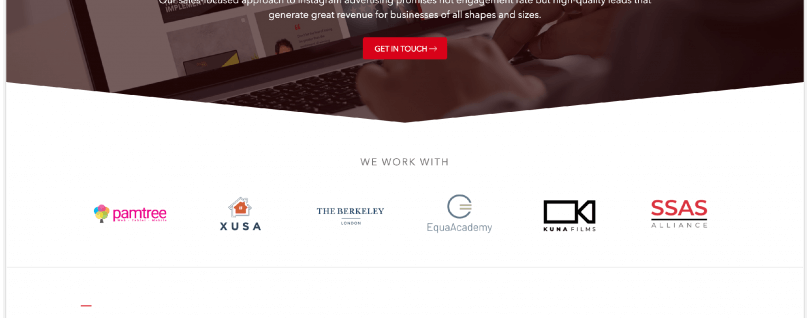 Our sales-focused approach to Instagram advertising promises not engagement rate but high-quality leads that
generate great revenue for businesses of all shapes and sizes.
GET IN TOUCH →
WE WORK WITH
pamtree
XUSA
THE BERKELEY
LONDON
EquaAcademy
KUNA FILMS
SSAS
ALLIANCE